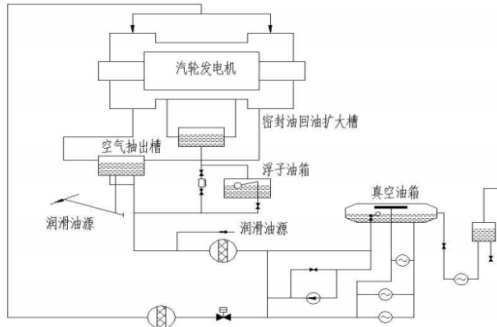 汽轮发电机
密封油回油扩大槽
空气抽出槽
浮子油箱
真空油箱
润滑油源
润滑油源